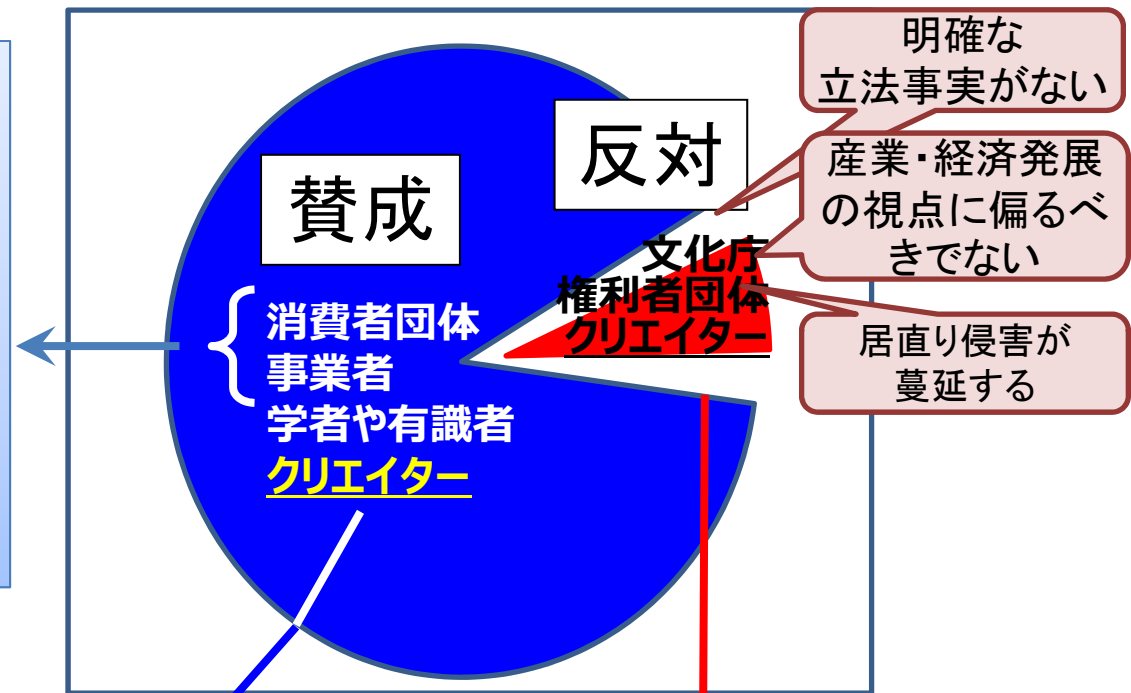 賛成
消費者団体
事業者
学者や有識者
クリエイター
反対
文化庁
権利者団体
クリエイター
明確な
立法事実がない
産業・経済発展
の視点に偏るべ
きでない
居直り侵害が
蔓延する